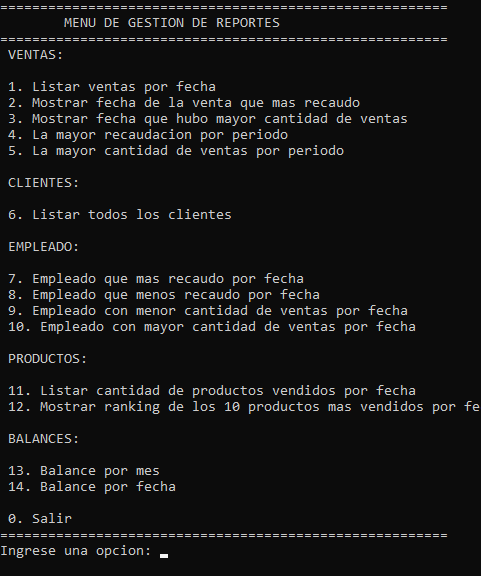 ========================================================
MENU DE GESTION DE REPORTES
========================================================
VENTAS:
1. Listar ventas por fecha
2. Mostrar fecha de la venta que mas recaudo
3. Mostrar fecha que hubo mayor cantidad de ventas
4. La mayor recaudacion por periodo
5. La mayor cantidad de ventas por periodo
CLIENTES:
6. Listar todos los clientes
EMPLEADO:
7. Empleado que mas recaudo por fecha
8. Empleado que menos recaudo por fecha
9. Empleado con menor cantidad de ventas por fecha
10. Empleado con mayor cantidad de ventas por fecha
PRODUCTOS:
11. Listar cantidad de productos vendidos por fecha
12. Mostrar ranking de los 10 productos mas vendidos por fe
BALANCES:
13. Balance por mes
14. Balance por fecha
0. Salir
========================================================
Ingrese una opcion: _